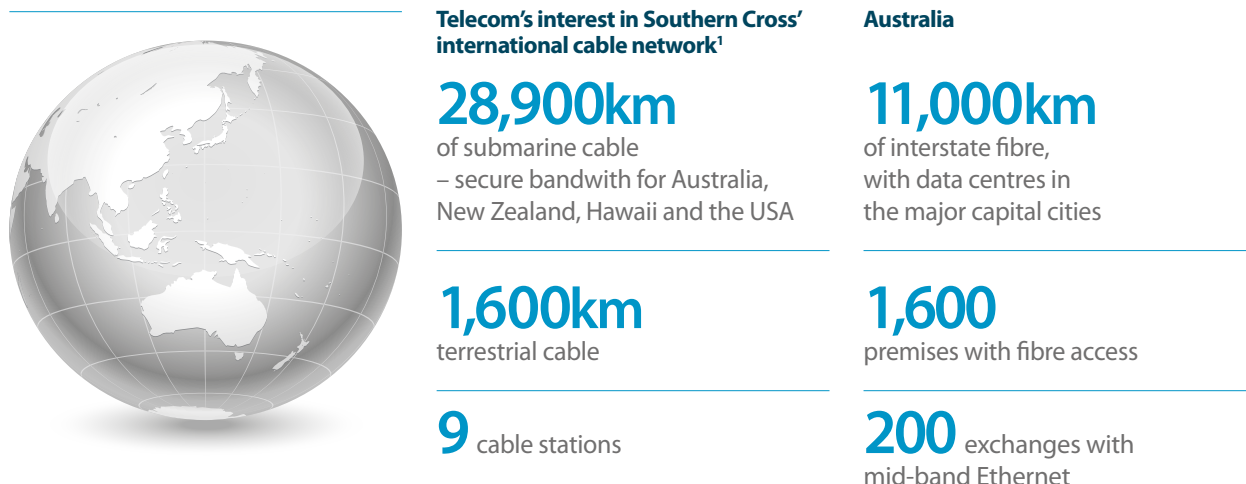 Telecom's interest in Southern Cross'
international cable network¹
28,900km
of submarine cable
– secure bandwith for Australia,
New Zealand, Hawaii and the USA
1,600km
terrestrial cable
9 cable stations
Australia
11,000km
of interstate fibre,
with data centres in
the major capital cities
1,600
premises with fibre access
200 exchanges with
mid-band Ethernet